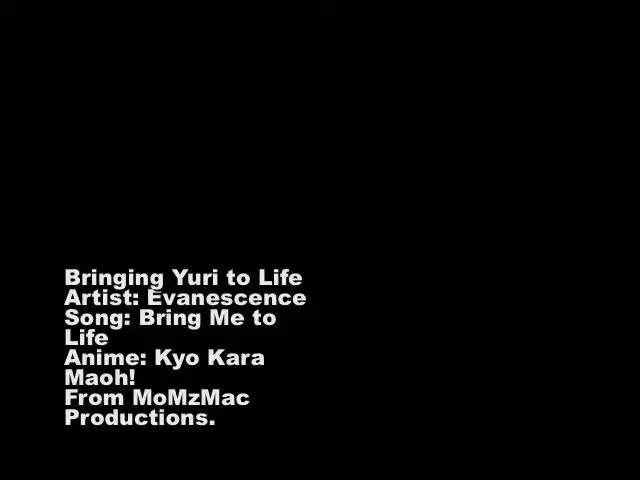 Bringing Yuri to Life
Artist: Evanescence
Song: Bring Me to
Life
Anime: Kyo Kara
Maoh!
From MoMzMac
Productions.